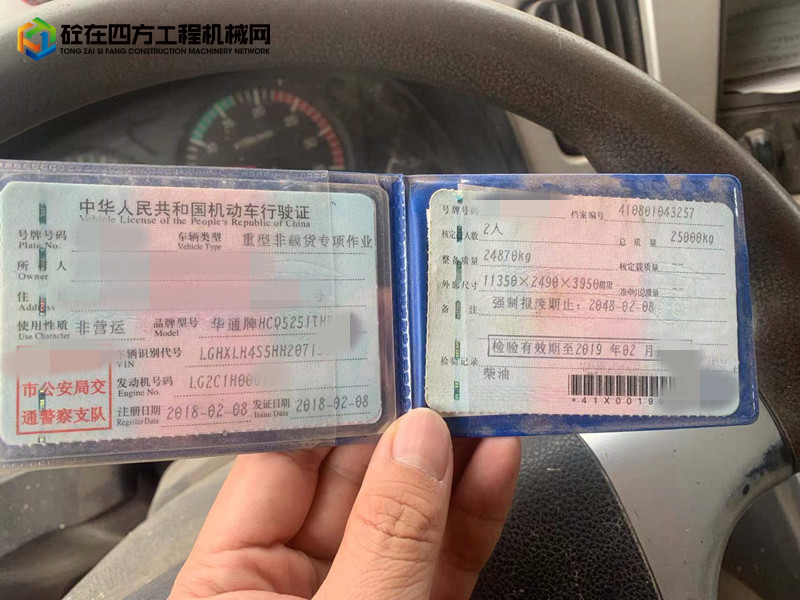 砼在四方工程机械网
TONG ZAI SI FANG CONSTRUCTION MACHINERY NETWORK
中华人民共和国机动车行驶证
Vehicle License of the People's Republic of China
号牌号码
Plate No.
车辆类型 重型非载货专项作业
Vehicle Type
所有人
Owner
住
Address
使用性质 非营运 品牌型号 华通牌HCQ5251TH
Use Character Model
车辆识别代号 LGHXLH4S5HH2071
VIN
发动机号码 LG2C1H000
Engine No.
注册日期 2018-02-08 发证日期 2018-02-08
Register Date Issue Date
市公安局交
通警察支队
号牌号码 档案编号 410801043257
核定人数 2人 总质量 25000kg
整备质量 24870kg 核定载质量 --
外廓尺寸 11350×2490×3950mm 准牵引总质量 --
备注 强制报废期止：2048-02-08
检验有效期至2019 年 02 月
检验记录
柴油
*41X0019